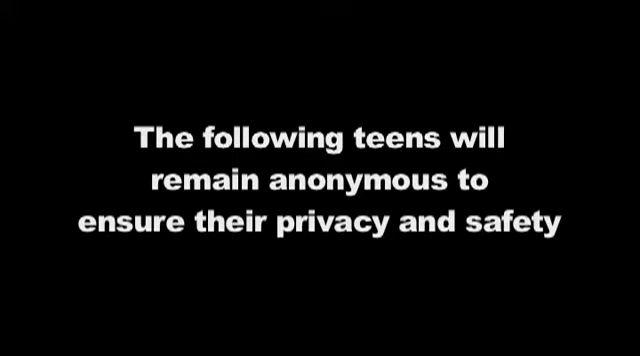 The following teens will
remain anonymous to
ensure their privacy and safety